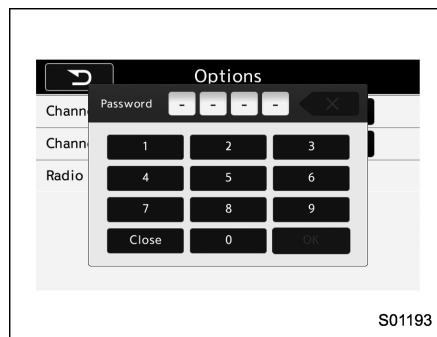 Options
Password - - - -
Chann
Chann
Radio
1 2 3
4 5 6
7 8 9
Close 0 OK
S01193